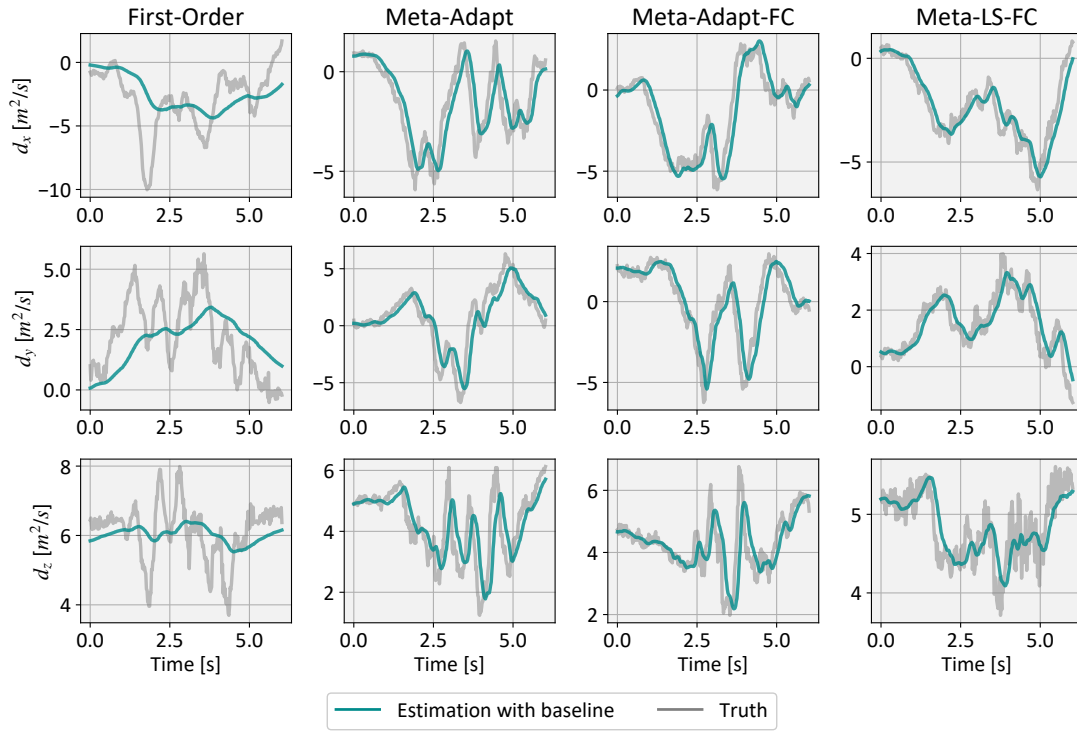 First-Order Meta-Adapt Meta-Adapt-FC Meta-LS-FC
d_x [m²/s]
0
−5
−10
0.0 2.5 5.0
0
−5
0.0 2.5 5.0
0
−5
0.0 2.5 5.0
0
−5
0.0 2.5 5.0
d_y [m²/s]
5.0
2.5
0.0
0.0 2.5 5.0
5
0
−5
0.0 2.5 5.0
0
−5
0.0 2.5 5.0
4
2
0
0.0 2.5 5.0
d_z [m²/s]
8
6
4
0.0 2.5 5.0
Time [s]
6
4
2
0.0 2.5 5.0
Time [s]
6
4
2
0.0 2.5 5.0
Time [s]
5
4
0.0 2.5 5.0
Time [s]
Estimation with baseline Truth